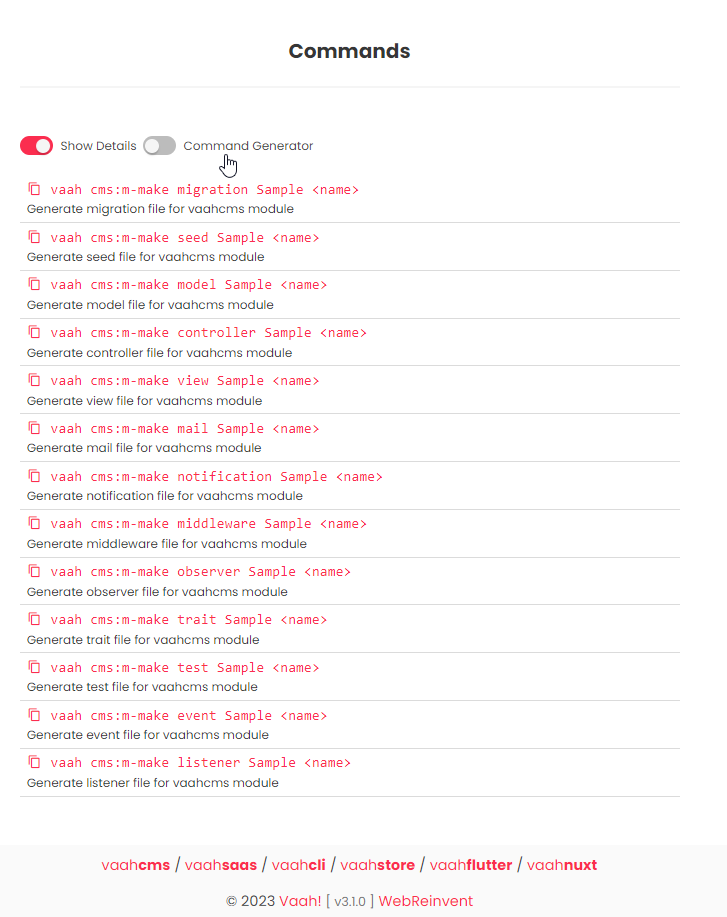 Commands
Show Details Command Generator
vaah cms:m-make migration Sample <name>
Generate migration file for vaahcms module
vaah cms:m-make seed Sample <name>
Generate seed file for vaahcms module
vaah cms:m-make model Sample <name>
Generate model file for vaahcms module
vaah cms:m-make controller Sample <name>
Generate controller file for vaahcms module
vaah cms:m-make view Sample <name>
Generate view file for vaahcms module
vaah cms:m-make mail Sample <name>
Generate mail file for vaahcms module
vaah cms:m-make notification Sample <name>
Generate notification file for vaahcms module
vaah cms:m-make middleware Sample <name>
Generate middleware file for vaahcms module
vaah cms:m-make observer Sample <name>
Generate observer file for vaahcms module
vaah cms:m-make trait Sample <name>
Generate trait file for vaahcms module
vaah cms:m-make test Sample <name>
Generate test file for vaahcms module
vaah cms:m-make event Sample <name>
Generate event file for vaahcms module
vaah cms:m-make listener Sample <name>
Generate listener file for vaahcms module
vaahcms / vaahsaas / vaahcli / vaahstore / vaahflutter / vaahnuxt
© 2023 Vaah! [ v3.1.0 ] WebReinvent